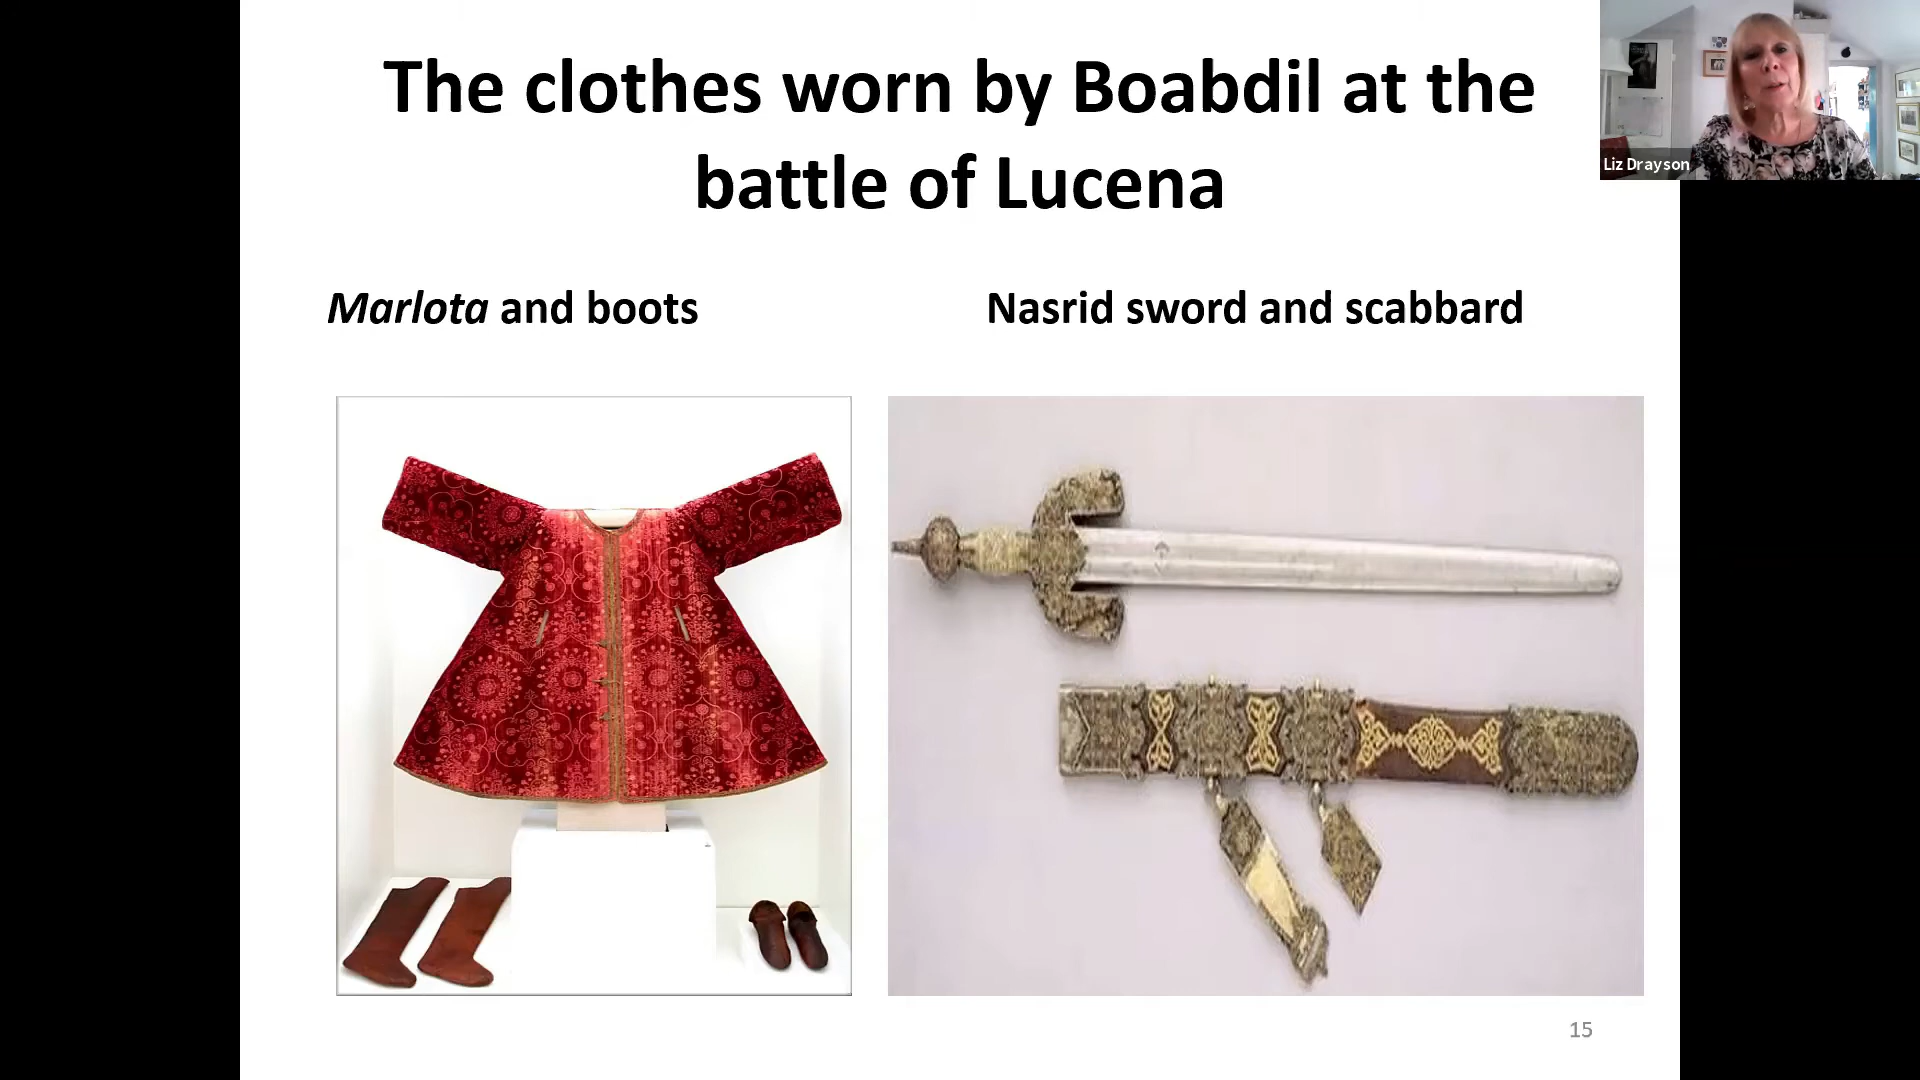 The clothes worn by Boabdil at the
battle of Lucena
Liz Drayson
Marlota and boots
Nasrid sword and scabbard
15